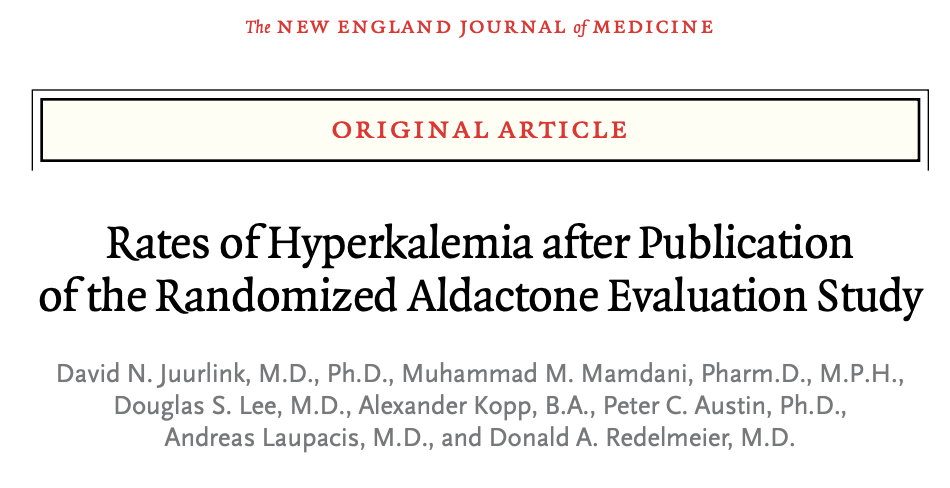 The NEW ENGLAND JOURNAL of MEDICINE
ORIGINAL ARTICLE
Rates of Hyperkalemia after Publication
of the Randomized Aldactone Evaluation Study
David N. Juurlink, M.D., Ph.D., Muhammad M. Mamdani, Pharm.D., M.P.H.,
Douglas S. Lee, M.D., Alexander Kopp, B.A., Peter C. Austin, Ph.D.,
Andreas Laupacis, M.D., and Donald A. Redelmeier, M.D.